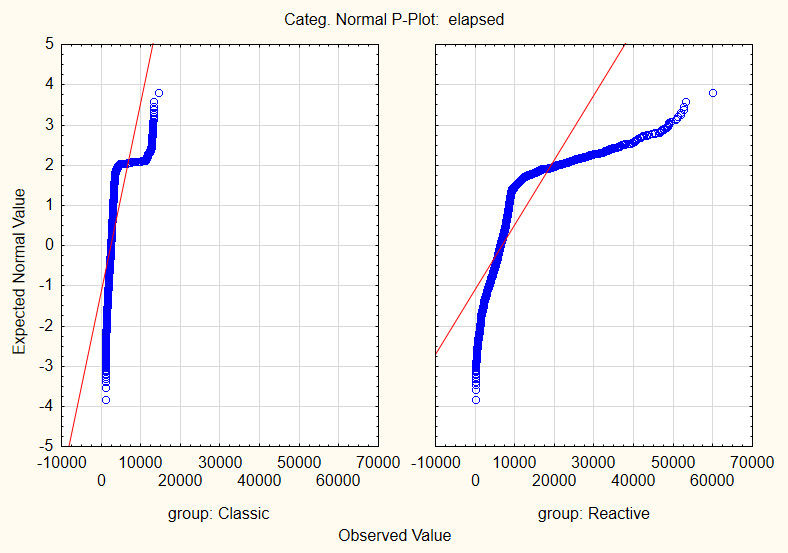 Categ. Normal P-Plot: elapsed
Expected Normal Value
5
4
3
2
1
0
-1
-2
-3
-4
-5
-10000 10000 30000 50000 70000
0 20000 40000 60000
-10000 10000 30000 50000 70000
0 20000 40000 60000
group: Classic
group: Reactive
Observed Value